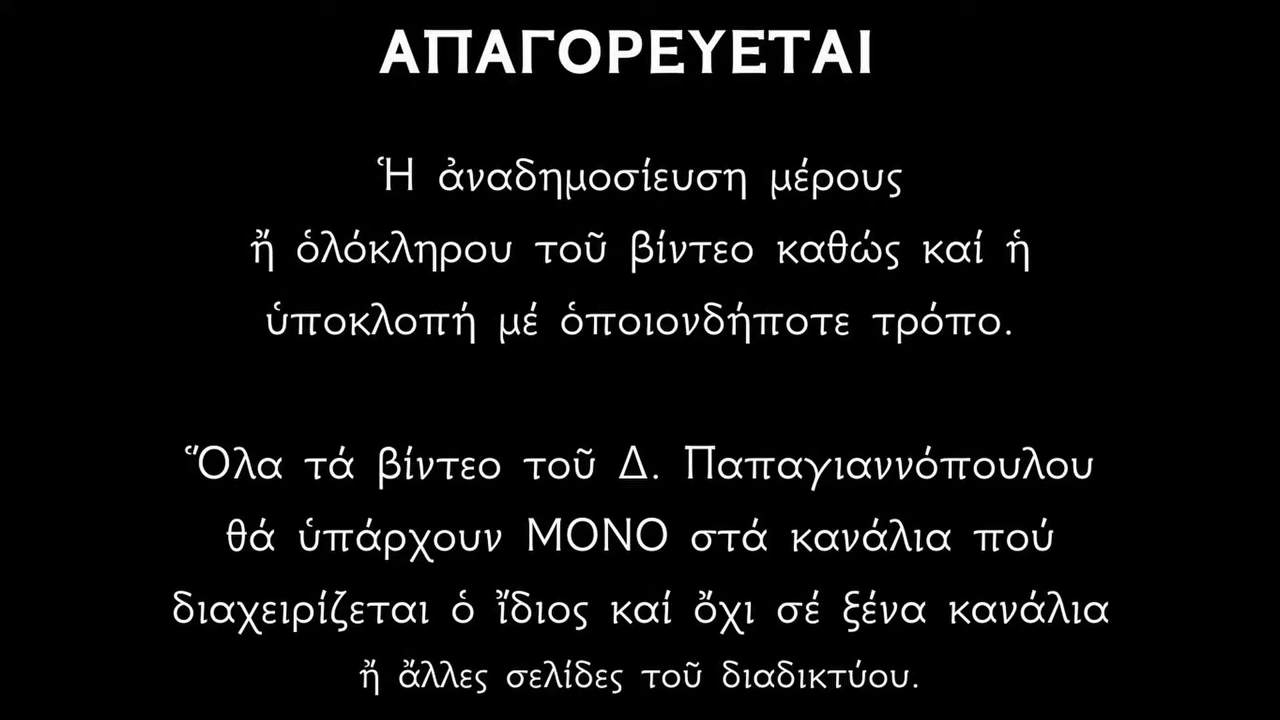 ΑΠΑΓΟΡΕΥΕΤΑΙ
Ἡ ἀναδημοσίευση μέρους
ἤ ὁλόκληρου τοῦ βίντεο καθώς καί ἡ
ὑποκλοπή μέ ὁποιονδήποτε τρόπο.
Ὅλα τά βίντεο τοῦ Δ. Παπαγιαννόπουλου
θά ὑπάρχουν ΜΟΝΟ στά κανάλια πού
διαχειρίζεται ὁ ἴδιος καί ὄχι σέ ξένα κανάλια
ἤ ἄλλες σελίδες τοῦ διαδικτύου.